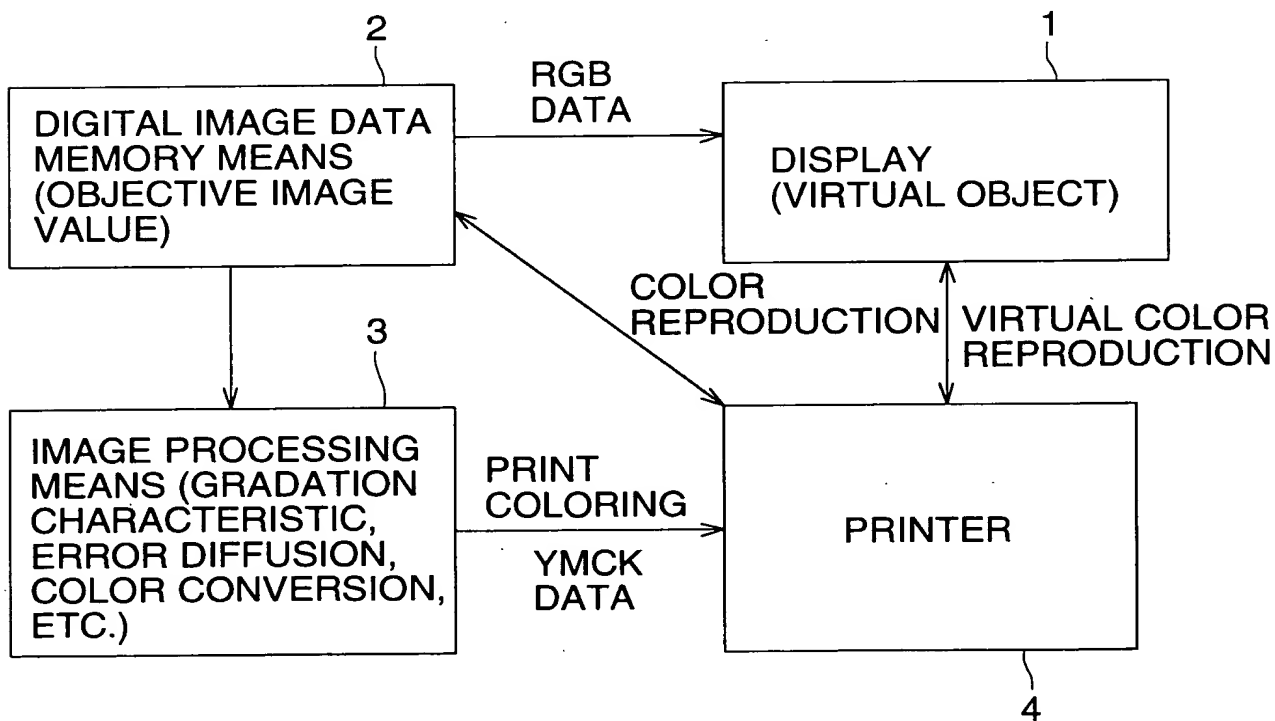 2
1
RGB
DATA
DIGITAL IMAGE DATA
MEMORY MEANS
(OBJECTIVE IMAGE
VALUE)
DISPLAY
(VIRTUAL OBJECT)
COLOR
REPRODUCTION
VIRTUAL COLOR
REPRODUCTION
3
IMAGE PROCESSING
MEANS (GRADATION
CHARACTERISTIC,
ERROR DIFFUSION,
COLOR CONVERSION,
ETC.)
PRINT
COLORING
YMCK
DATA
PRINTER
4